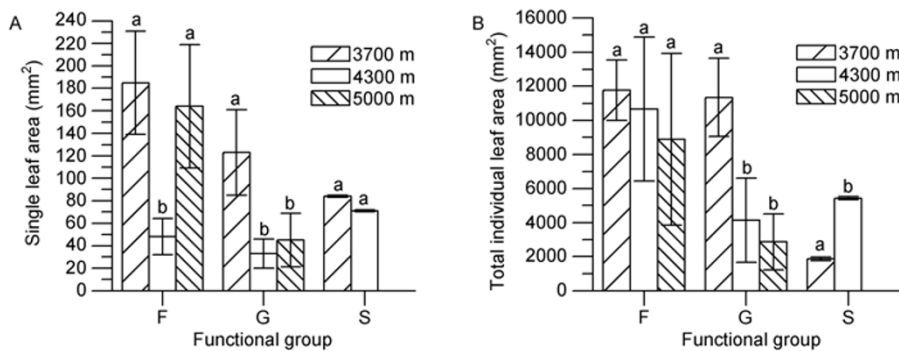 A
Single leaf area (mm²)
240
220
200
180
160
140
120
100
80
60
40
20
0
a
b
a
a
b
b
a
a
3700 m
4300 m
5000 m
F
G
S
Functional group
B
Total individual leaf area (mm²)
16000
14000
12000
10000
8000
6000
4000
2000
0
a
a
a
a
b
b
a
b
3700 m
4300 m
5000 m
F
G
S
Functional group